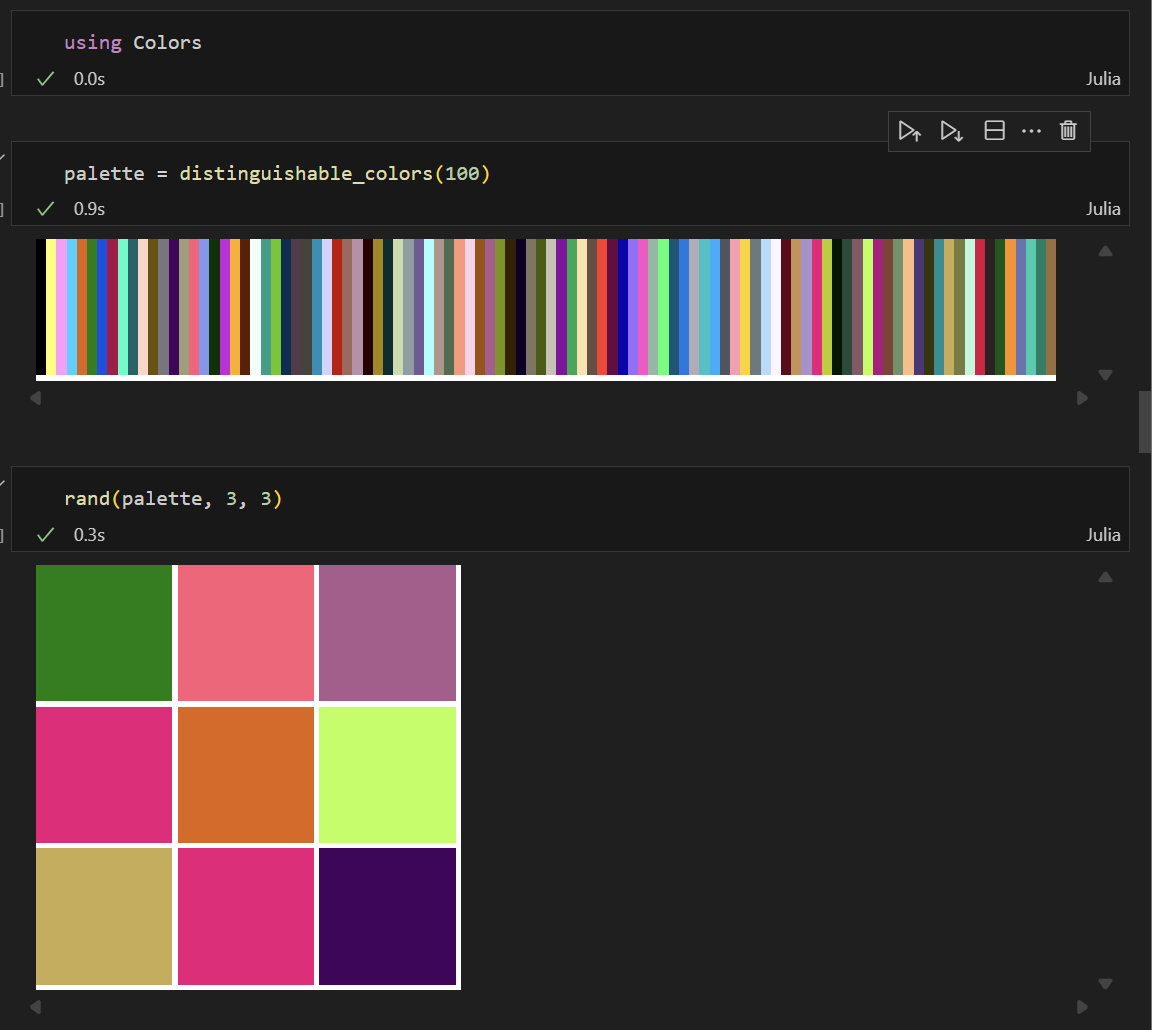 using Colors
0.0s
Julia
palette = distinguishable_colors(100)
0.9s
Julia
rand(palette, 3, 3)
0.3s
Julia